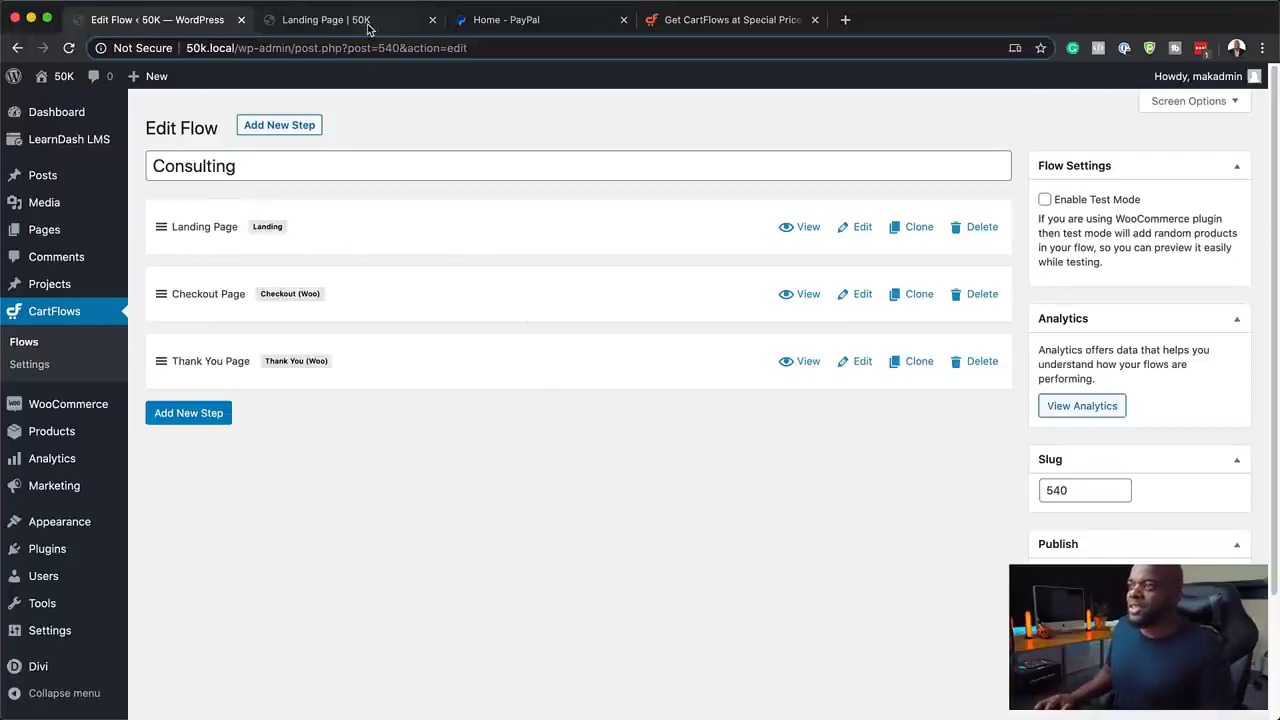 Edit Flow ‹ 50K — WordPress
Landing Page | 50K
Home - PayPal
Get CartFlows at Special Price
Not Secure | 50k.local/wp-admin/post.php?post=540&action=edit
50K 0 New Howdy, makadmin
Screen Options
Dashboard
LearnDash LMS
Posts
Media
Pages
Comments
Projects
CartFlows
Flows
Settings
WooCommerce
Products
Analytics
Marketing
Appearance
Plugins
Users
Tools
Settings
Divi
Collapse menu
Edit Flow Add New Step
Consulting
Landing Page Landing View Edit Clone Delete
Checkout Page Checkout (Woo) View Edit Clone Delete
Thank You Page Thank You (Woo) View Edit Clone Delete
Add New Step
Flow Settings
Enable Test Mode
If you are using WooCommerce plugin
then test mode will add random products
in your flow, so you can preview it easily
while testing.
Analytics
Analytics offers data that helps you
understand how your flows are
performing.
View Analytics
Slug
540
Publish